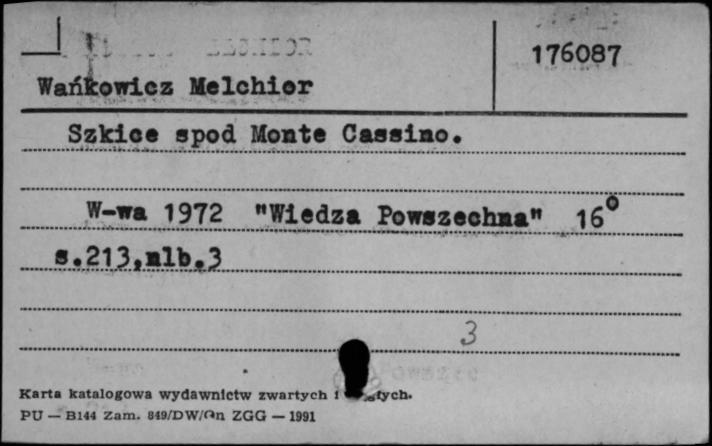 176087
Wańkowicz Melchior
Szkice spod Monte Cassino.
W-wa 1972 "Wiedza Powszechna" 16⁰
s.213,nlb.3
3
Karta katalogowa wydawnictw zwartych i
PU — B144 Zam. 849/DW/On ZGG — 1991